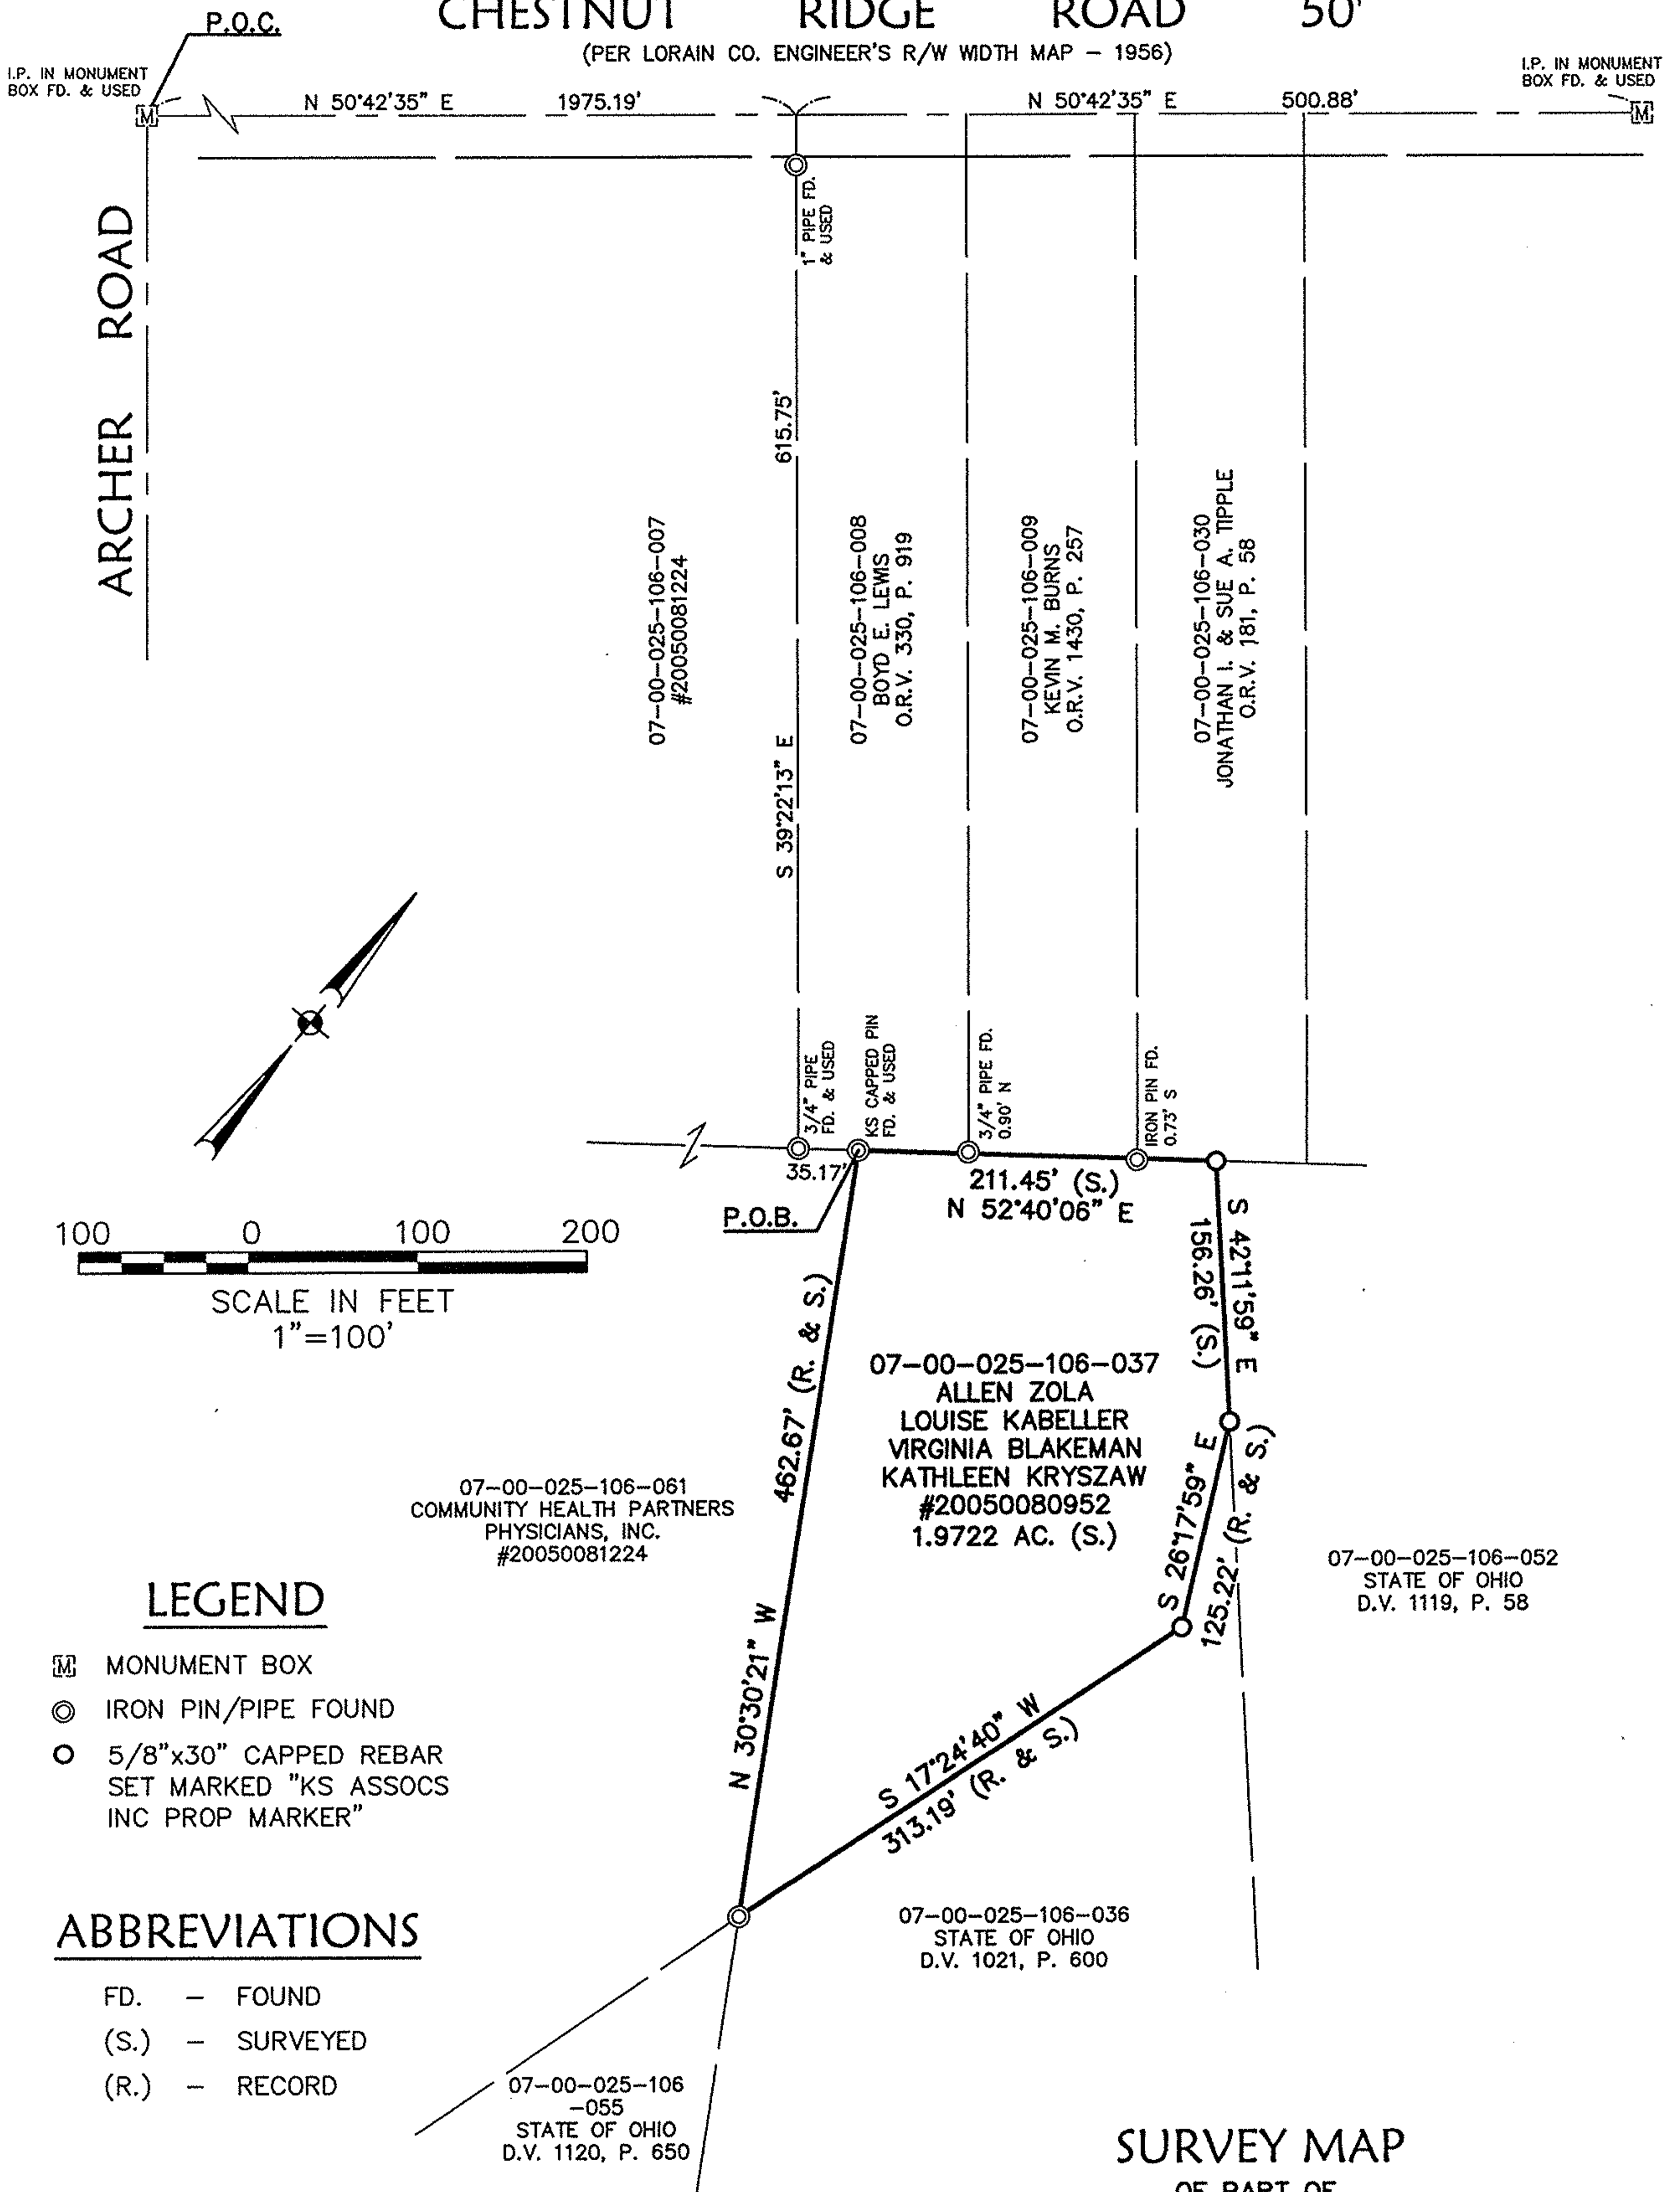 CHESTNUT RIDGE ROAD 50'
(PER LORAIN CO. ENGINEER'S R/W WIDTH MAP – 1956)
P.O.C.
I.P. IN MONUMENT
BOX FD. & USED
I.P. IN MONUMENT
BOX FD. & USED
M
N 50°42'35" E 1975.19'
N 50°42'35" E 500.88'
M
ARCHER ROAD
1" PIPE FD.
& USED
615.75'
S 39°22'13" E
07–00–025–106–007
#20050081224
07–00–025–106–008
BOYD E. LEWIS
O.R.V. 330, P. 919
07–00–025–106–009
KEVIN M. BURNS
O.R.V. 1430, P. 257
07–00–025–106–030
JONATHAN I. & SUE A. TIPPLE
O.R.V. 181, P. 58
3/4" PIPE
FD. & USED
KS CAPPED PIN
FD. & USED
3/4" PIPE FD.
0.90' N
IRON PIN FD.
0.73' S
35.17'
P.O.B.
211.45' (S.)
N 52°40'06" E
S 42°11'59" E
156.26' (S.)
100 0 100 200
SCALE IN FEET
1"=100'
462.67' (R. & S.)
N 30°30'21" W
07–00–025–106–037
ALLEN ZOLA
LOUISE KABELLER
VIRGINIA BLAKEMAN
KATHLEEN KRYSZAW
#20050080952
1.9722 AC. (S.)
S 26°17'59" E
125.22' (R. & S.)
07–00–025–106–061
COMMUNITY HEALTH PARTNERS
PHYSICIANS, INC.
#20050081224
07–00–025–106–052
STATE OF OHIO
D.V. 1119, P. 58
S 17°24'40" W
313.19' (R. & S.)
LEGEND
M MONUMENT BOX
IRON PIN/PIPE FOUND
5/8"x30" CAPPED REBAR
SET MARKED "KS ASSOCS
INC PROP MARKER"
07–00–025–106–036
STATE OF OHIO
D.V. 1021, P. 600
ABBREVIATIONS
FD. – FOUND
(S.) – SURVEYED
(R.) – RECORD
07–00–025–106
–055
STATE OF OHIO
D.V. 1120, P. 650
SURVEY MAP
OF PART OF